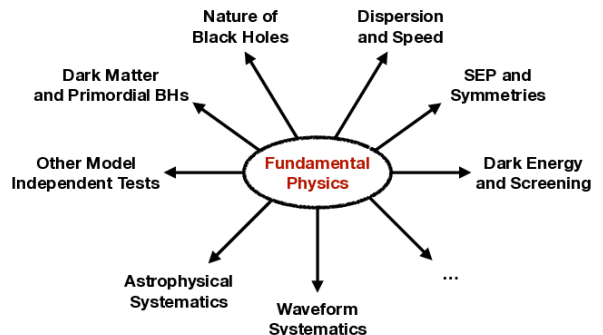 Nature of
Black Holes
Dispersion
and Speed
Dark Matter
and Primordial BHs
SEP and
Symmetries
Other Model
Independent Tests
Fundamental
Physics
Dark Energy
and Screening
Astrophysical
Systematics
Waveform
Systematics
...